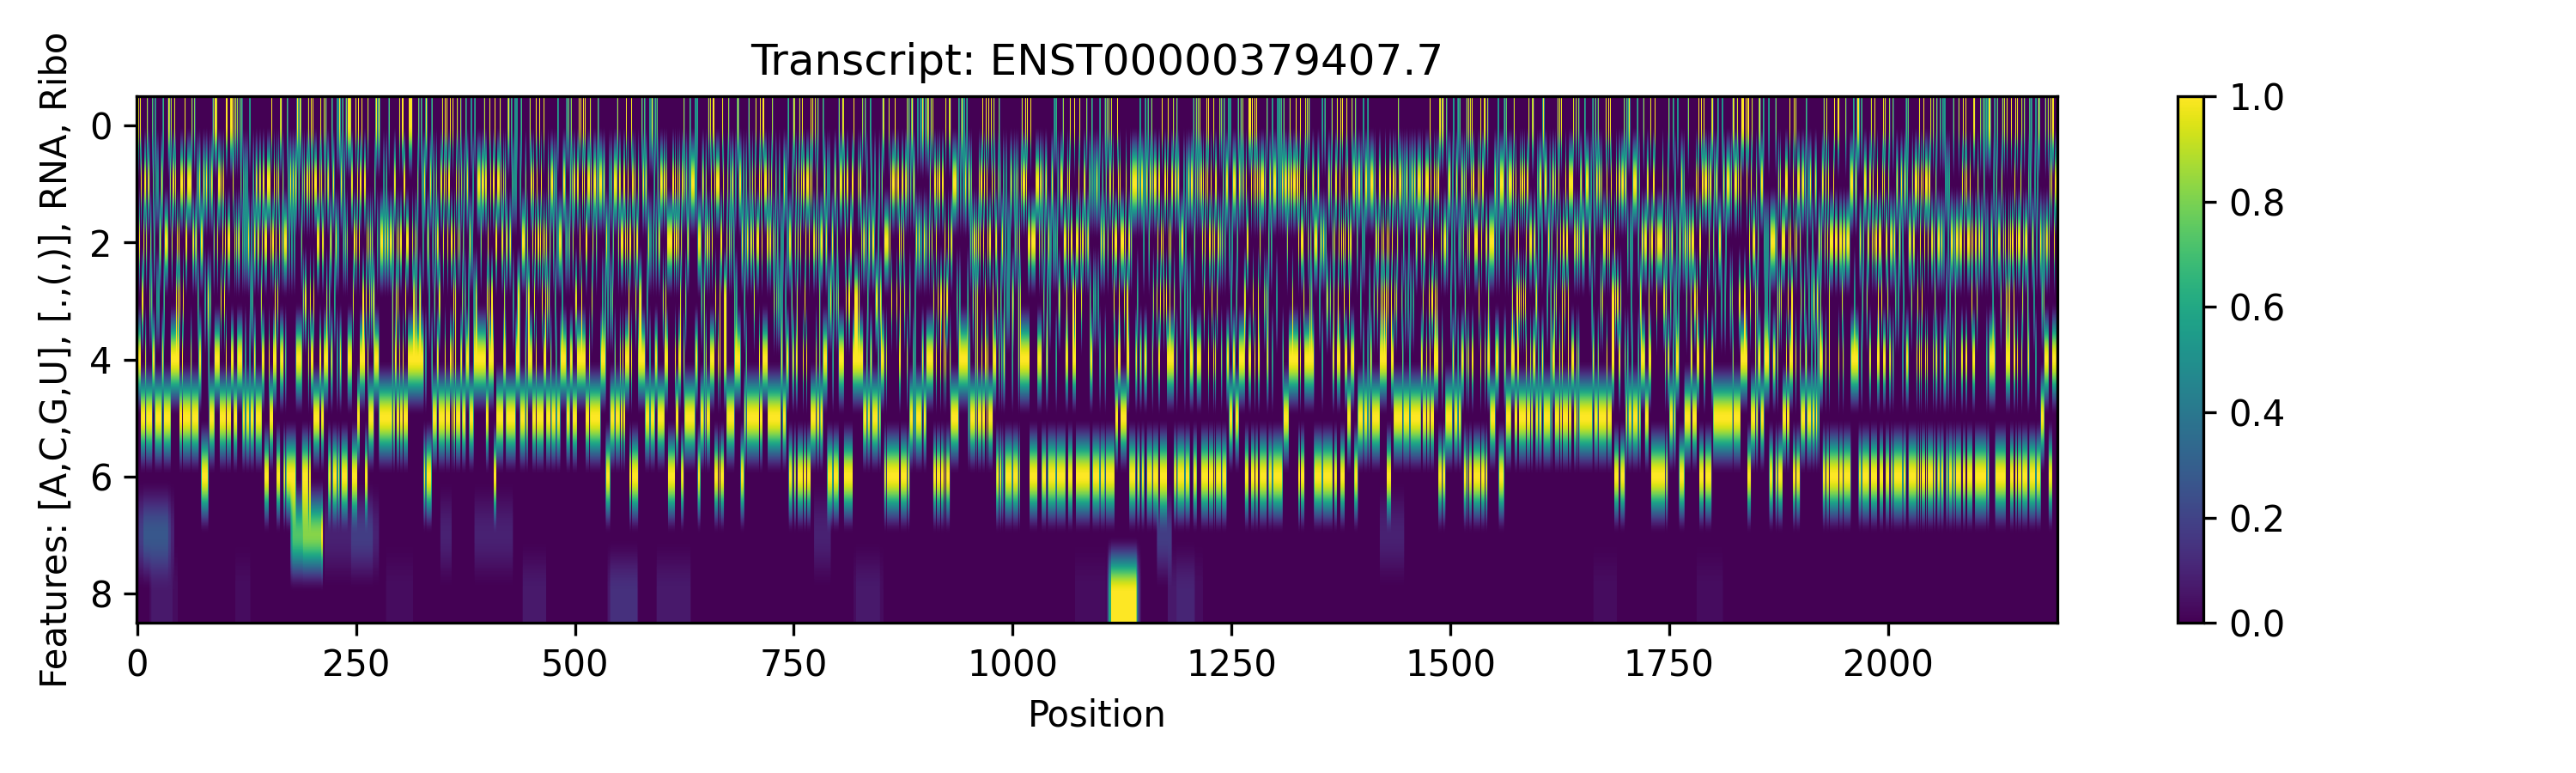 Transcript: ENST00000379407.7
Features: [A,C,G,U], [.,(,)], RNA, Ribo
0
2
4
6
8
0 250 500 750 1000 1250 1500 1750 2000
Position
1.0
0.8
0.6
0.4
0.2
0.0